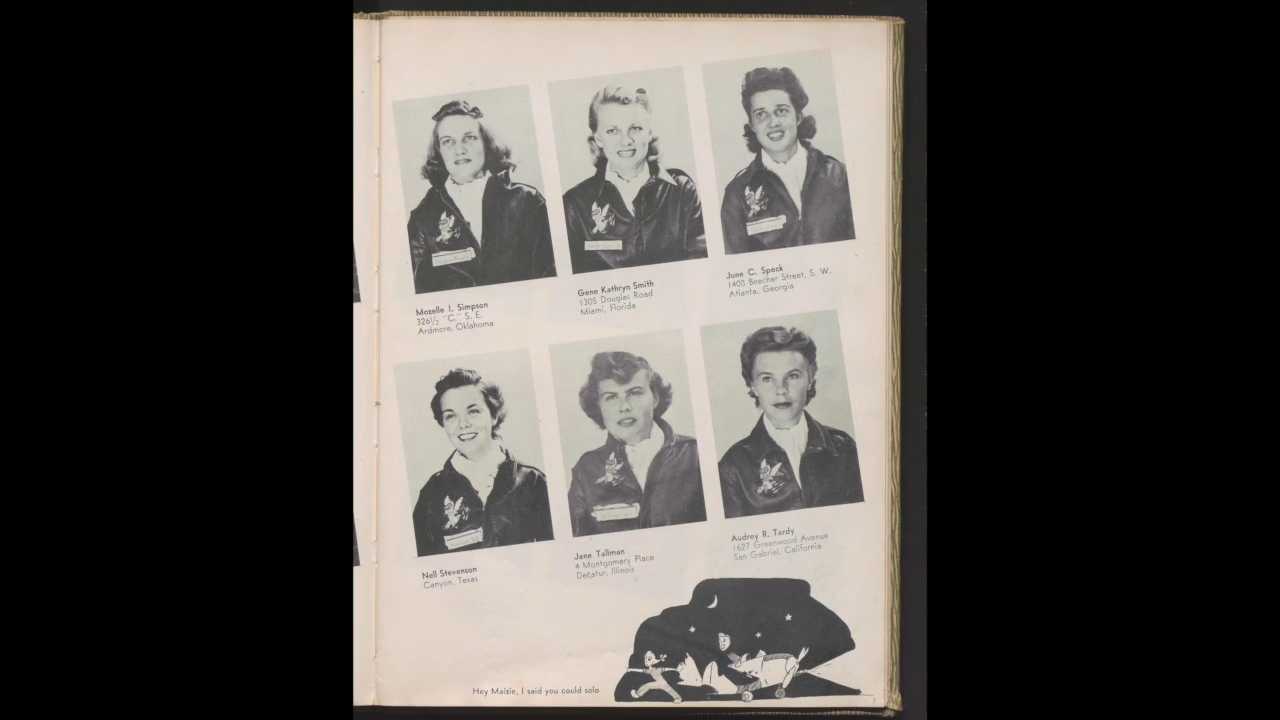 Mozelle I. Simpson
326½ "C," S. E.
Ardmore, Oklahoma
Gene Kathryn Smith
1305 Douglas Road
Miami, Florida
June C. Speck
1408 Beecher Street, S. W.
Atlanta, Georgia
Nell Stevenson
Canyon, Texas
Jane Tallman
4 Montgomery Place
Decatur, Illinois
Audrey R. Tardy
1627 Greenwood Avenue
San Gabriel, California
Hey Maizie, I said you could solo